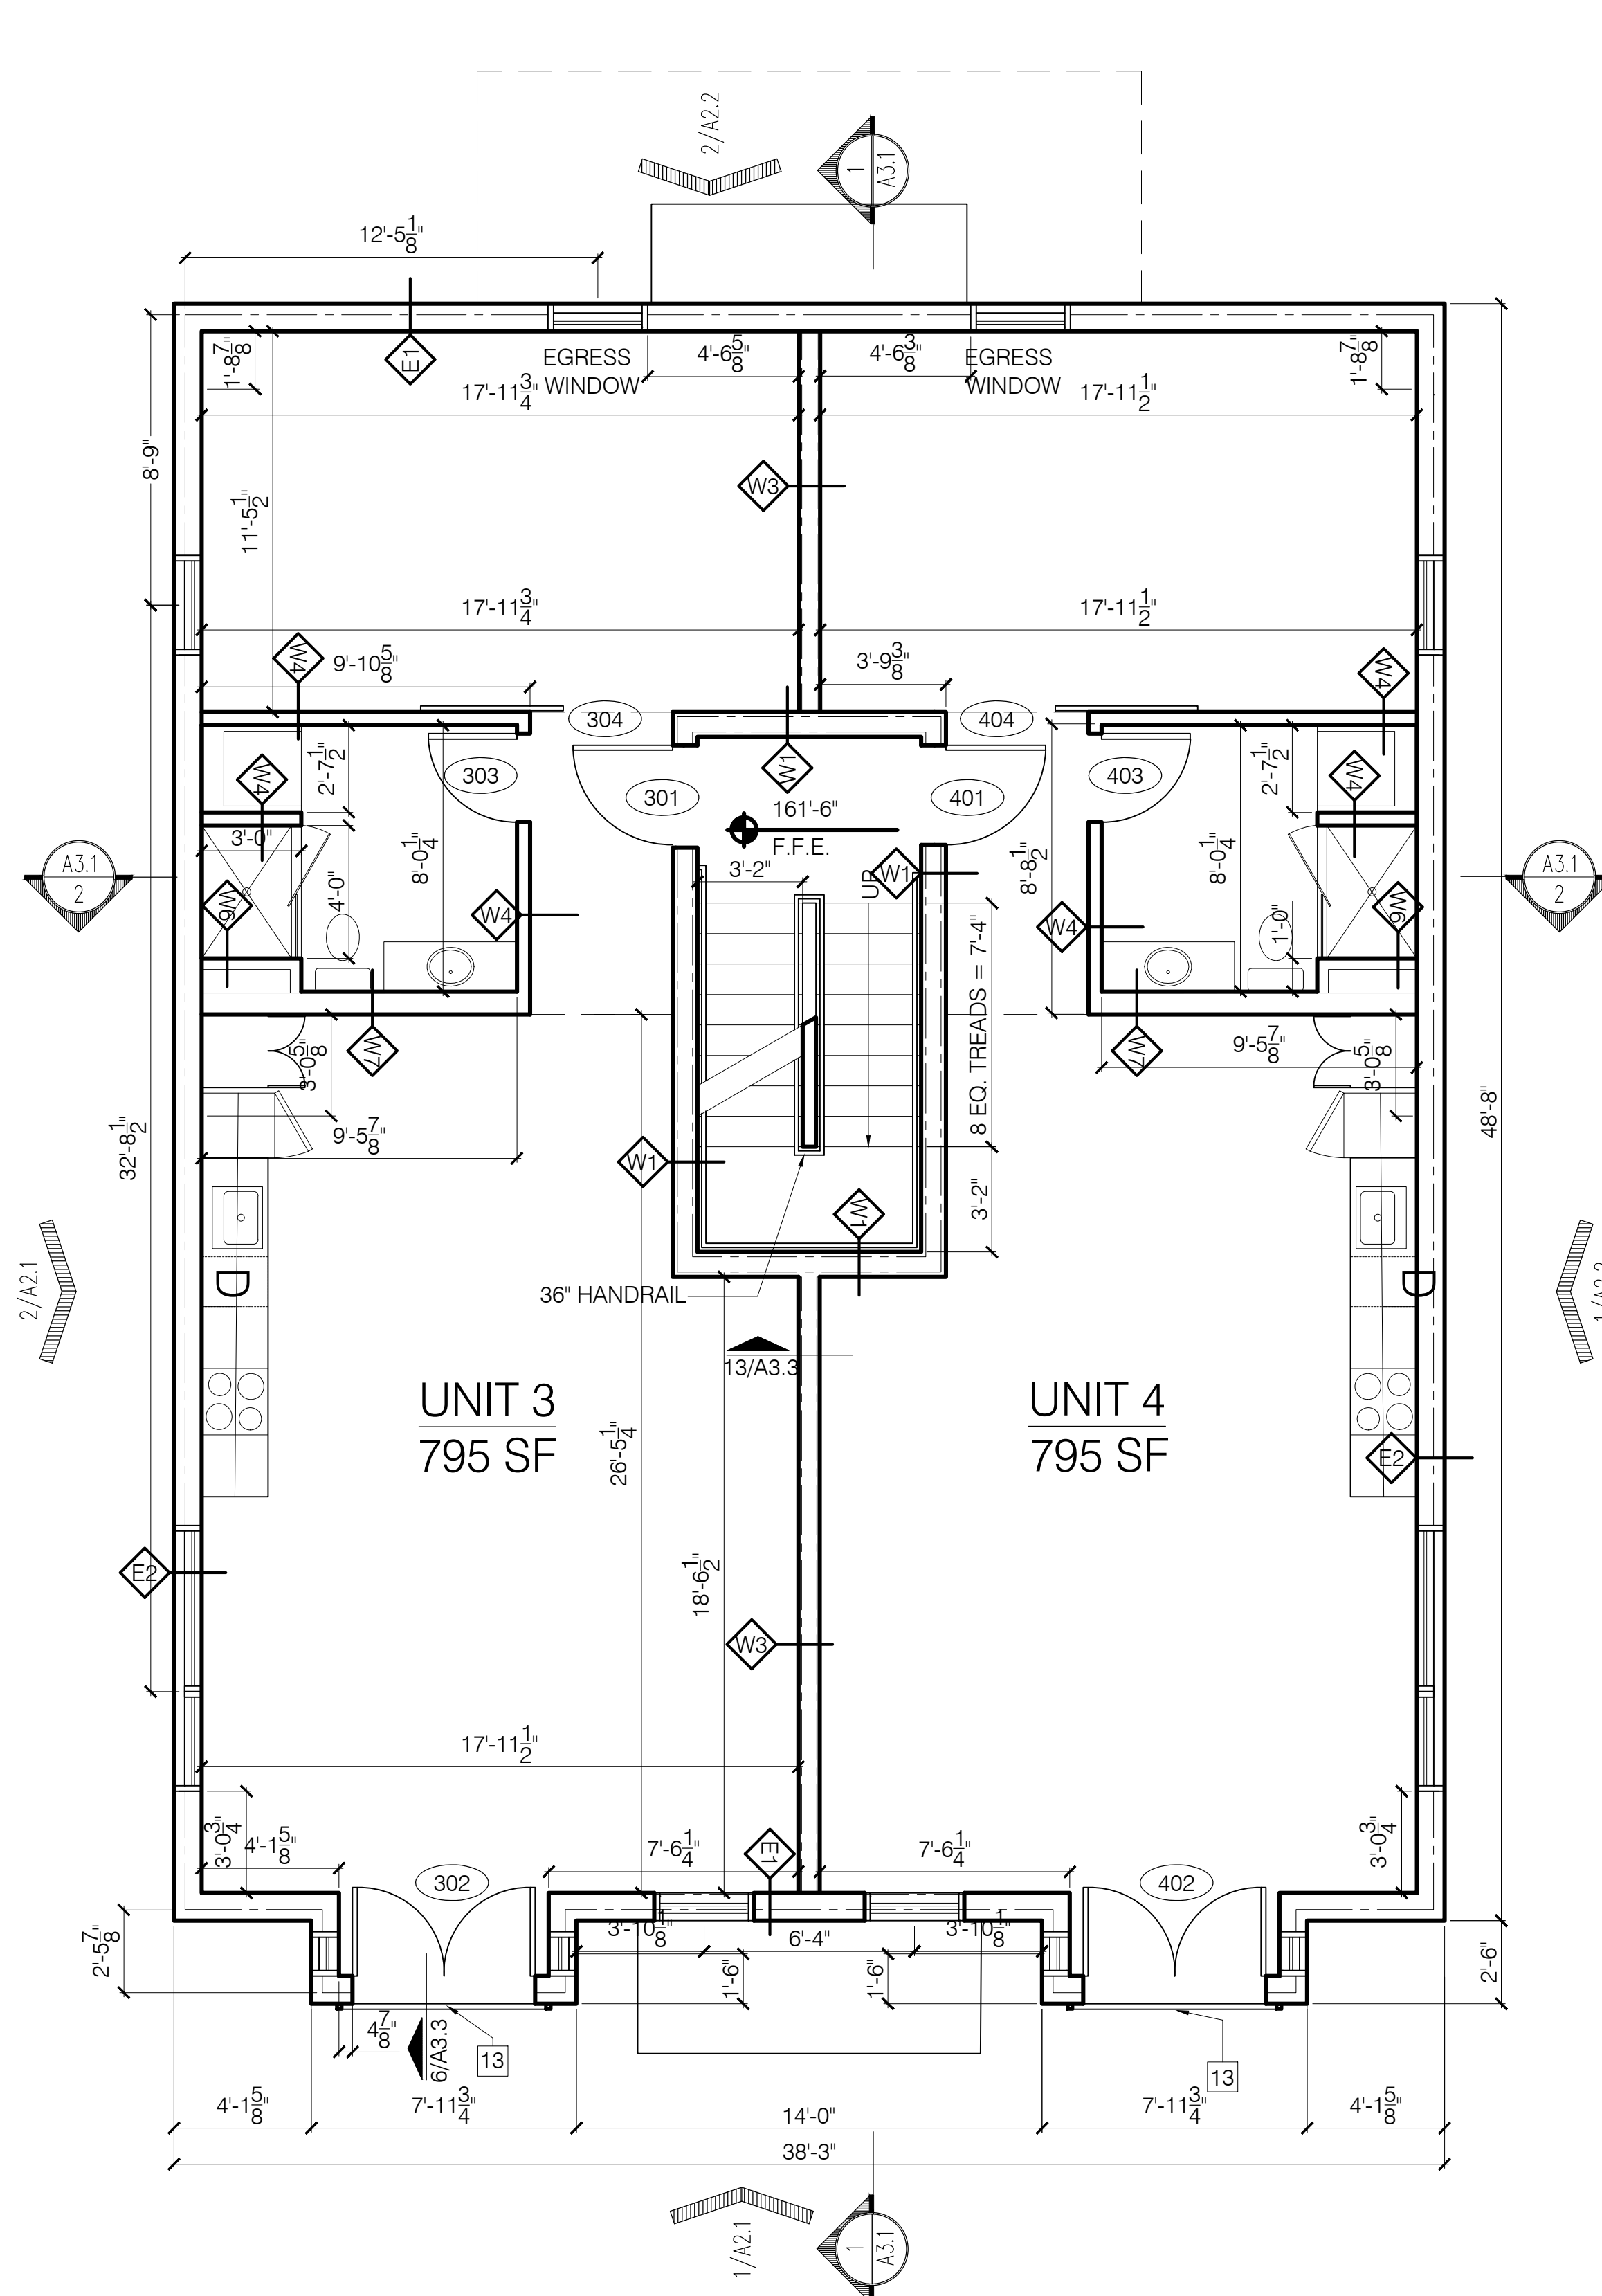 2/A2.2
1
A3.1
12'-5 1/8"
1'-8 7/8"
E1
EGRESS
WINDOW
4'-6 5/8"
4'-6 3/8"
EGRESS
WINDOW
1'-8 7/8"
17'-11 3/4"
17'-11 1/2"
8'-9"
11'-5 1/2"
W3
17'-11 3/4"
17'-11 1/2"
W4
9'-10 5/8"
3'-9 3/8"
W4
304
404
303
301
W1
401
403
2'-7 1/2"
W4
2'-7 1/2"
W4
161'-6"
F.F.E.
3'-0"
8'-0 1/4"
3'-2"
UP
W1
8'-8 1/2"
8'-0 1/4"
A3.1
2
A3.1
2
W6
4'-0"
W4
W4
1'-0"
W6
8 EQ. TREADS = 7'-4"
3'-0 5/8"
W7
W7
9'-5 7/8"
3'-0 5/8"
48'-8"
32'-8 1/2"
9'-5 7/8"
W1
W1
3'-2"
2/A2.1
D
36" HANDRAIL
D
13/A3.3
UNIT 3
795 SF
UNIT 4
795 SF
26'-5 1/4"
E2
E2
18'-6 1/2"
W3
17'-11 1/2"
3'-0 3/4"
4'-1 5/8"
302
7'-6 1/4"
E1
7'-6 1/4"
402
3'-0 3/4"
2'-5 7/8"
3'-10 1/8"
6'-4"
3'-10 1/8"
1'-6"
1'-6"
2'-6"
4 7/8"
6/A3.3
13
13
4'-1 5/8"
7'-11 3/4"
14'-0"
7'-11 3/4"
4'-1 5/8"
38'-3"
1/A2.1
1
A3.1